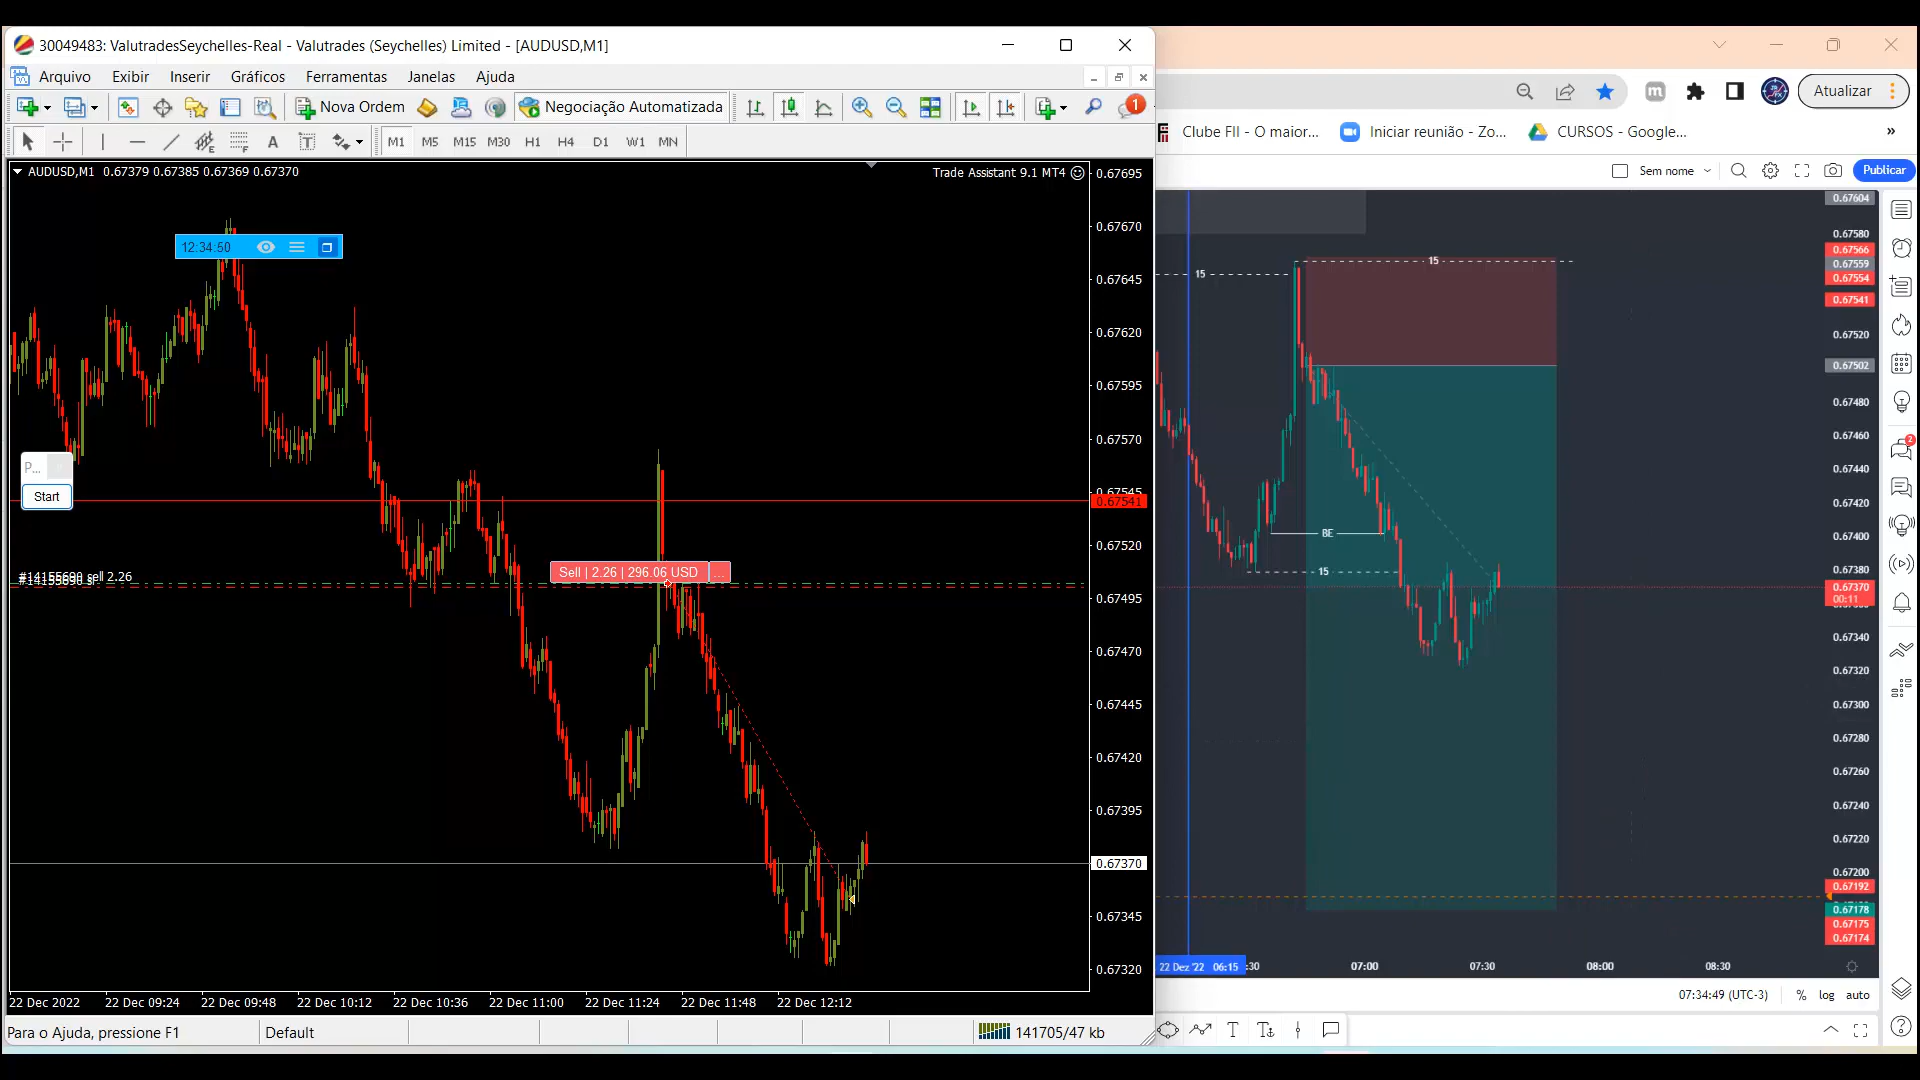 30049483: ValutradesSeychelles-Real - Valutrades (Seychelles) Limited - [AUDUSD,M1]
Arquivo Exibir Inserir Gráficos Ferramentas Janelas Ajuda
Nova Ordem Negociação Automatizada 1
A T M1 M5 M15 M30 H1 H4 D1 W1 MN
AUDUSD,M1 0.67379 0.67385 0.67369 0.67370
Trade Assistant 9.1 MT4
12:34:50
P...
Start
#14155690 sell 2.26
Sell | 2.26 | 296.06 USD ...
0.67695
0.67670
0.67645
0.67620
0.67595
0.67570
0.67545
0.67541
0.67520
0.67495
0.67470
0.67445
0.67420
0.67395
0.67370
0.67345
0.67320
22 Dec 2022 22 Dec 09:24 22 Dec 09:48 22 Dec 10:12 22 Dec 10:36 22 Dec 11:00 22 Dec 11:24 22 Dec 11:48 22 Dec 12:12
Para o Ajuda, pressione F1 Default 141705/47 kb
m Atualizar
Clube FII - O maior... Iniciar reunião - Zo... CURSOS - Google... »
Sem nome Publicar
15
15
BE
15
0.67604
0.67580
0.67566
0.67559
0.67554
0.67541
0.67520
0.67502
0.67480
0.67460
0.67440
0.67420
0.67400
0.67380
0.67370
00:11
0.67340
0.67320
0.67300
0.67280
0.67260
0.67240
0.67220
0.67200
0.67192
0.67178
0.67175
0.67174
2
22 Dez '22 06:15 :30 07:00 07:30 08:00 08:30
07:34:49 (UTC-3) % log auto
T T